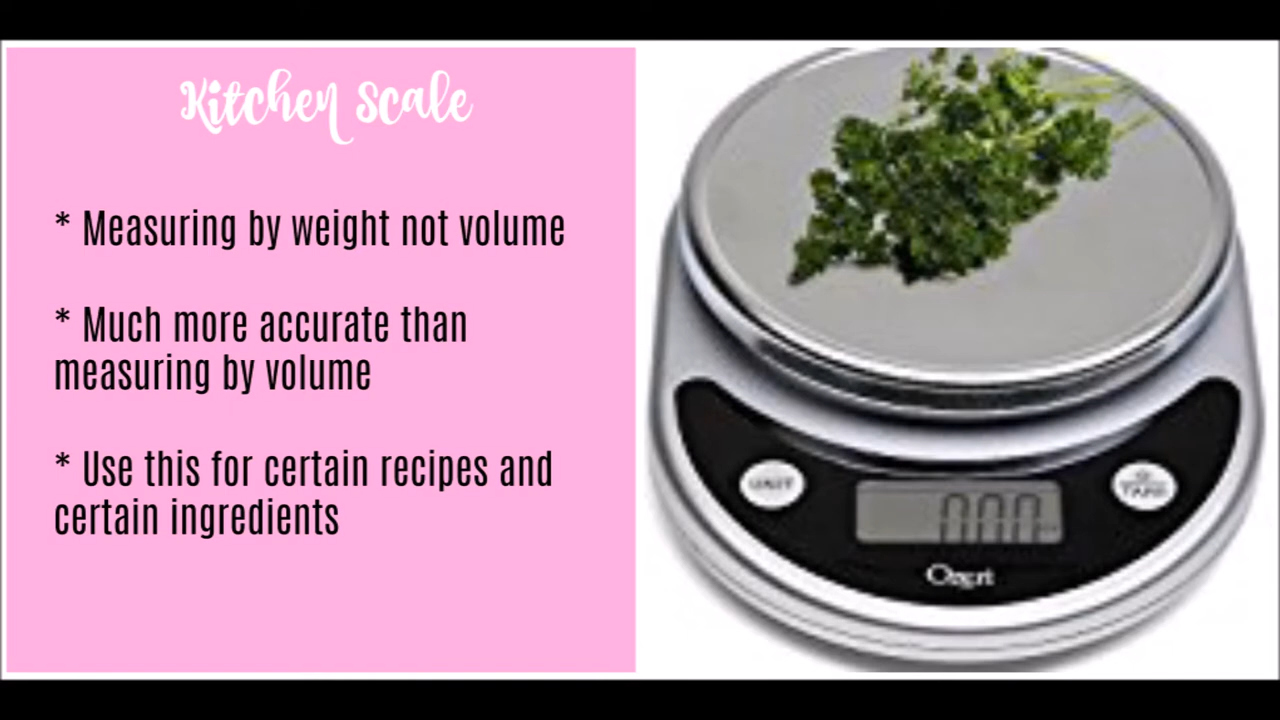 Kitchen Scale
* Measuring by weight not volume
* Much more accurate than
measuring by volume
* Use this for certain recipes and
certain ingredients
UNIT
TARE
000
Ozeri